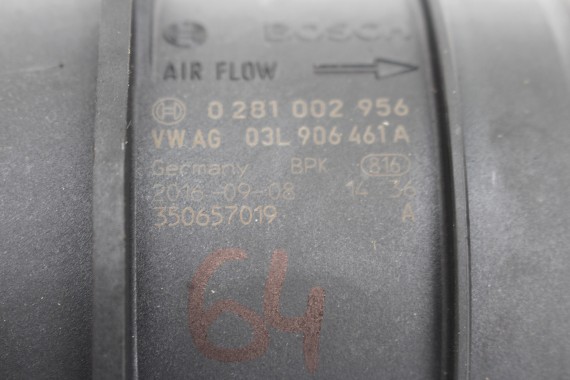 BOSCH
AIR FLOW
0 281 002 956
VW AG 03L 906 461 A
Germany BPK 816
2016-09-08 14 36
350657019 A
64